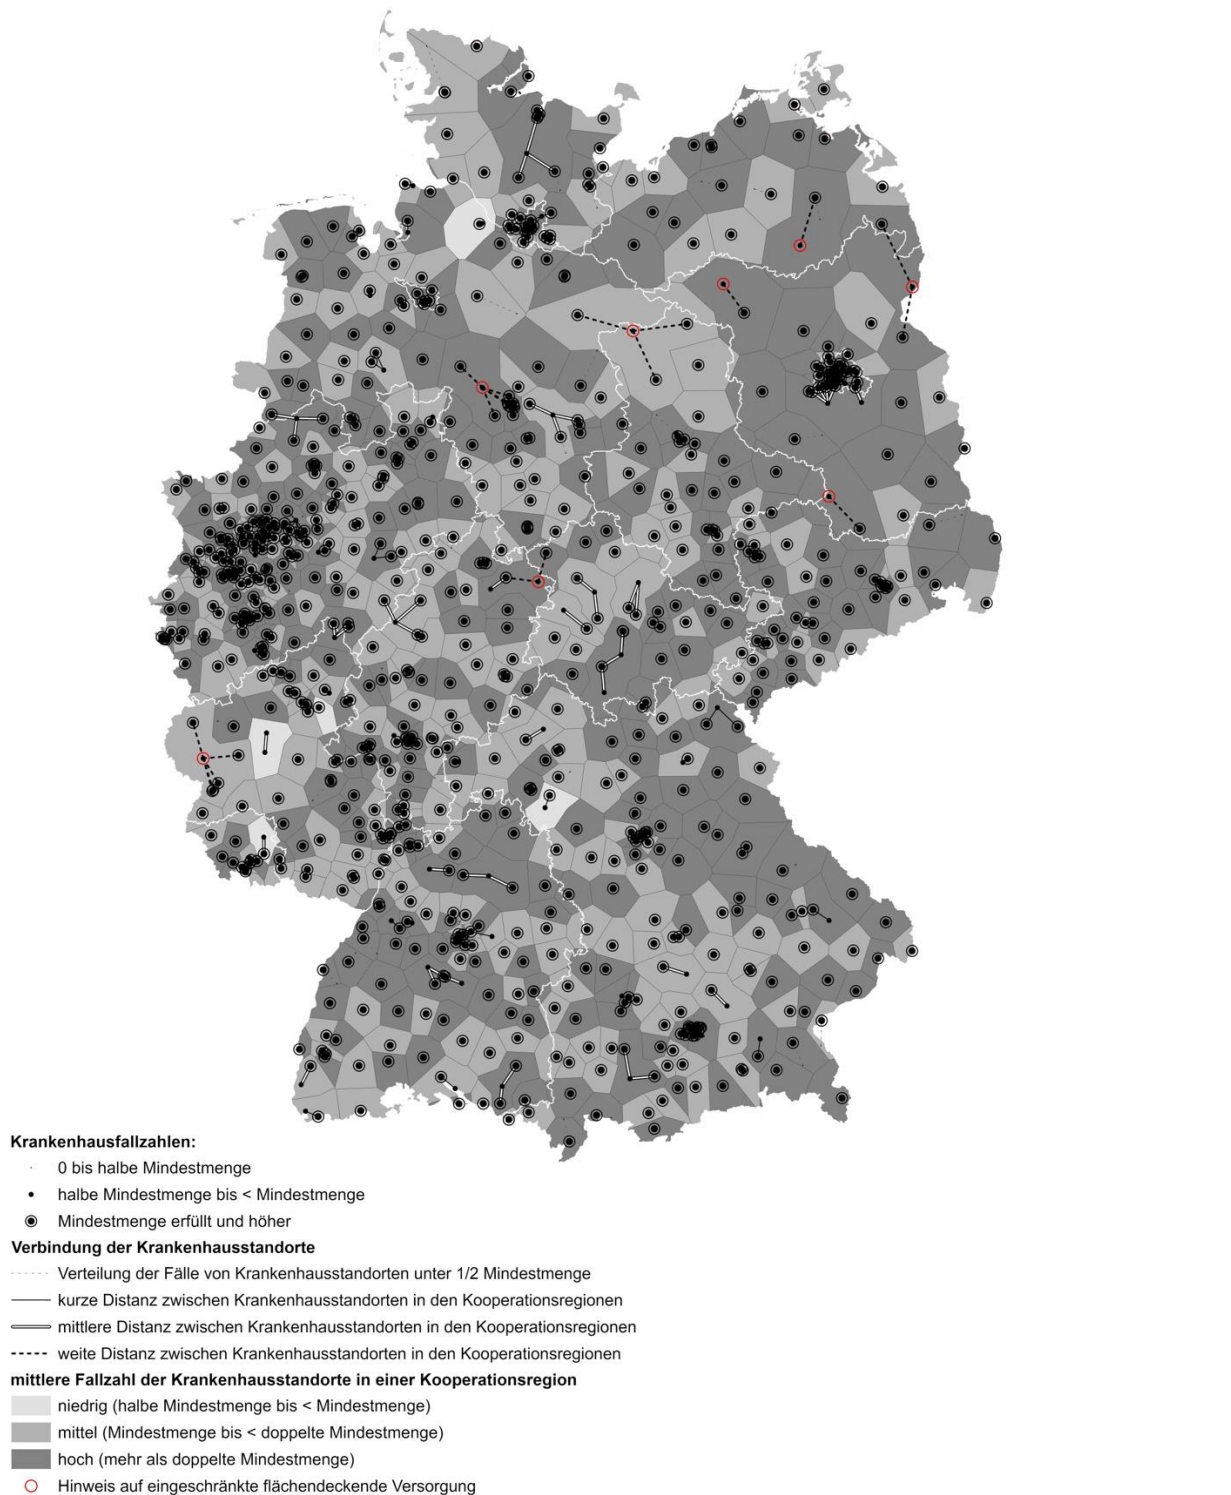 Krankenhausfallzahlen:
0 bis halbe Mindestmenge
halbe Mindestmenge bis < Mindestmenge
Mindestmenge erfüllt und höher
Verbindung der Krankenhausstandorte
Verteilung der Fälle von Krankenhausstandorten unter 1/2 Mindestmenge
kurze Distanz zwischen Krankenhausstandorten in den Kooperationsregionen
mittlere Distanz zwischen Krankenhausstandorten in den Kooperationsregionen
weite Distanz zwischen Krankenhausstandorten in den Kooperationsregionen
mittlere Fallzahl der Krankenhausstandorte in einer Kooperationsregion
niedrig (halbe Mindestmenge bis < Mindestmenge)
mittel (Mindestmenge bis < doppelte Mindestmenge)
hoch (mehr als doppelte Mindestmenge)
Hinweis auf eingeschränkte flächendeckende Versorgung